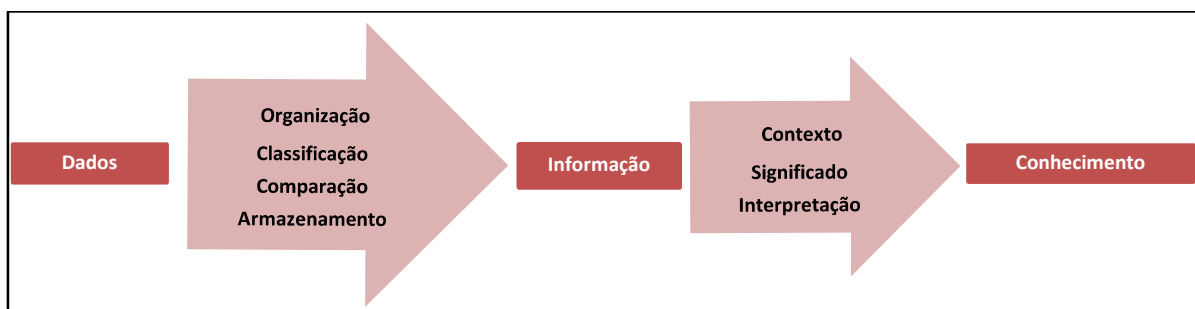 Dados
Organização
Classificação
Comparação
Armazenamento
Informação
Contexto
Significado
Interpretação
Conhecimento